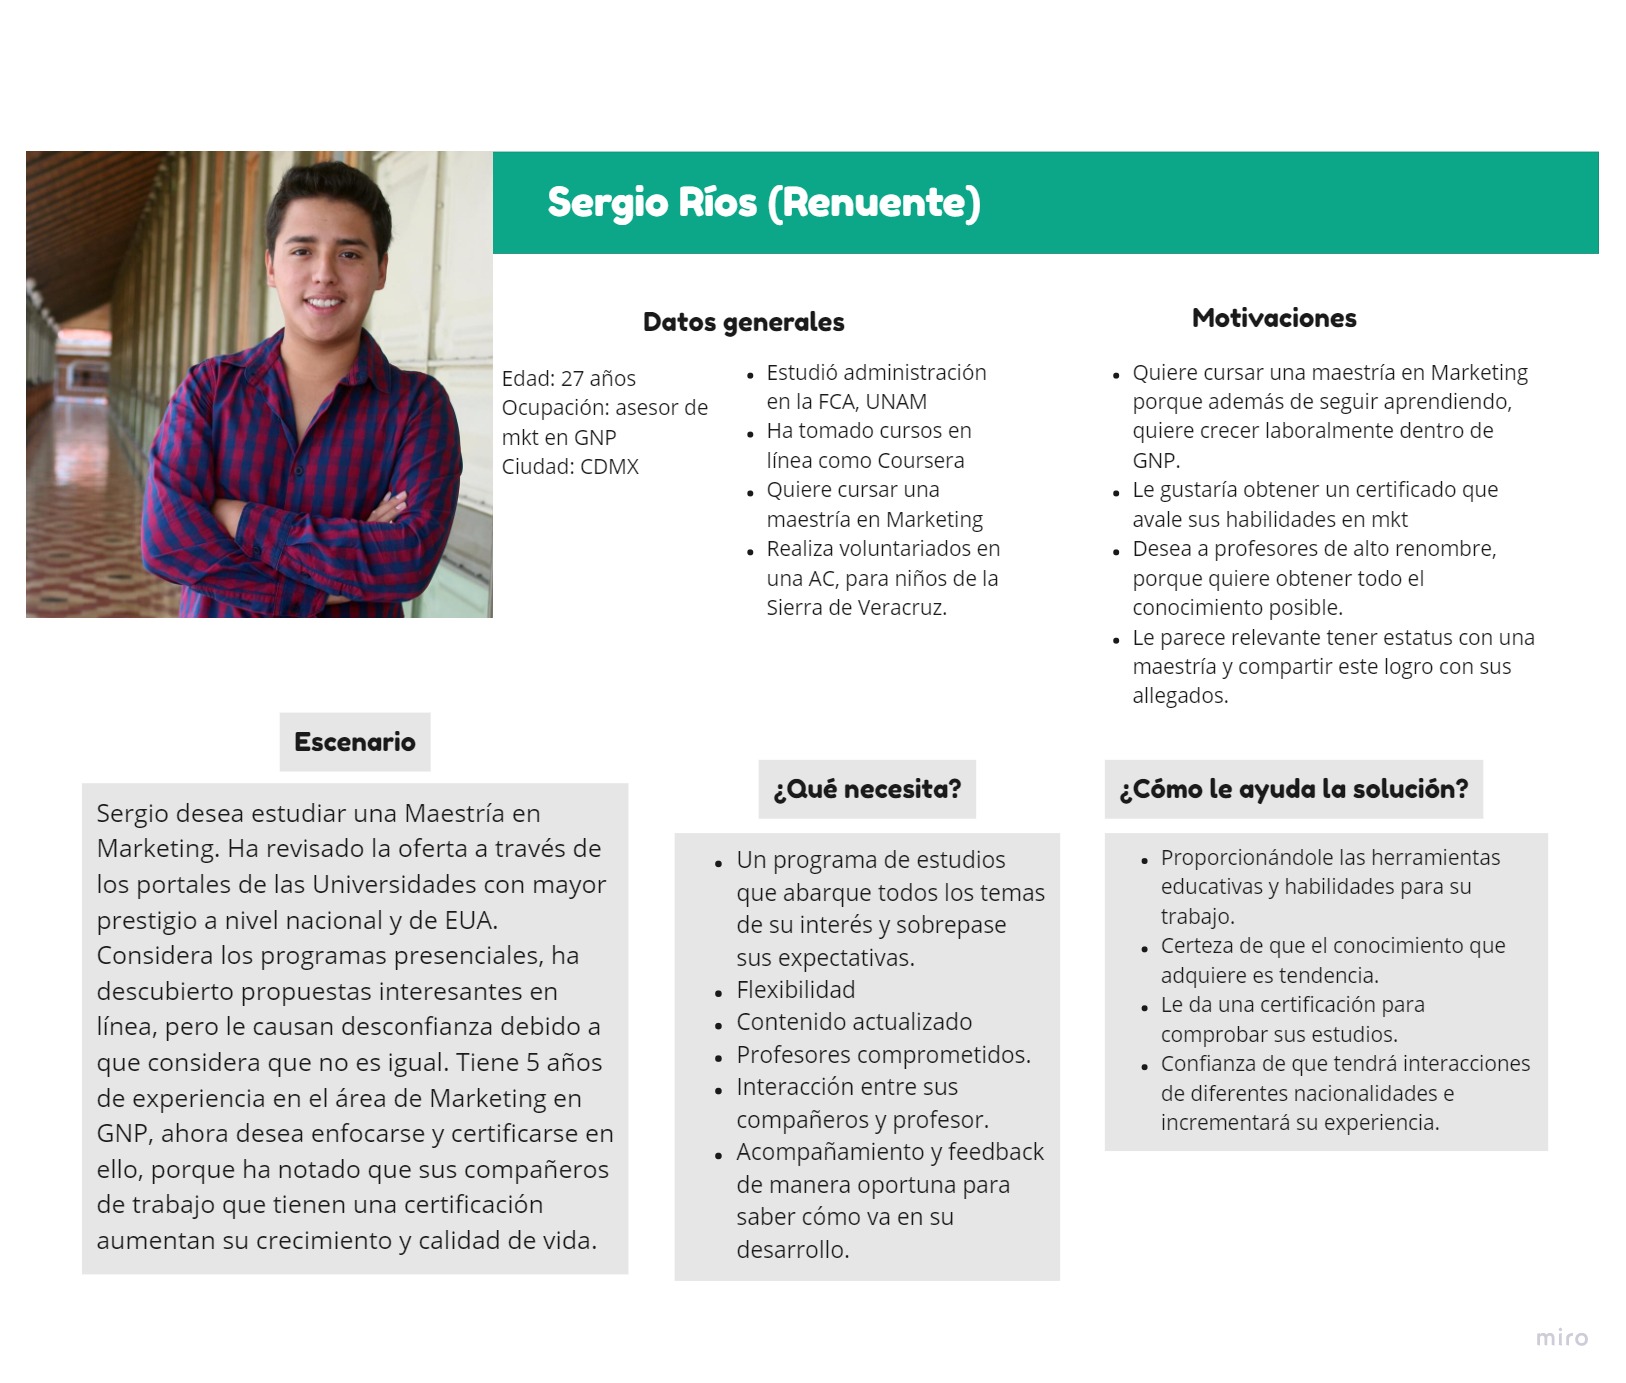 Sergio Ríos (Renuente)
Datos generales
Edad: 27 años
Ocupación: asesor de
mkt en GNP
Ciudad: CDMX
Estudió administración
en la FCA, UNAM
Ha tomado cursos en
línea como Coursera
Quiere cursar una
maestría en Marketing
Realiza voluntariados en
una AC, para niños de la
Sierra de Veracruz.
Motivaciones
Quiere cursar una maestría en Marketing
porque además de seguir aprendiendo,
quiere crecer laboralmente dentro de
GNP.
Le gustaría obtener un certificado que
avale sus habilidades en mkt
Desea a profesores de alto renombre,
porque quiere obtener todo el
conocimiento posible.
Le parece relevante tener estatus con una
maestría y compartir este logro con sus
allegados.
Escenario
Sergio desea estudiar una Maestría en
Marketing. Ha revisado la oferta a través de
los portales de las Universidades con mayor
prestigio a nivel nacional y de EUA.
Considera los programas presenciales, ha
descubierto propuestas interesantes en
línea, pero le causan desconfianza debido a
que considera que no es igual. Tiene 5 años
de experiencia en el área de Marketing en
GNP, ahora desea enfocarse y certificarse en
ello, porque ha notado que sus compañeros
de trabajo que tienen una certificación
aumentan su crecimiento y calidad de vida.
¿Qué necesita?
Un programa de estudios
que abarque todos los temas
de su interés y sobrepase
sus expectativas.
Flexibilidad
Contenido actualizado
Profesores comprometidos.
Interacción entre sus
compañeros y profesor.
Acompañamiento y feedback
de manera oportuna para
saber cómo va en su
desarrollo.
¿Cómo le ayuda la solución?
Proporcionándole las herramientas
educativas y habilidades para su
trabajo.
Certeza de que el conocimiento que
adquiere es tendencia.
Le da una certificación para
comprobar sus estudios.
Confianza de que tendrá interacciones
de diferentes nacionalidades e
incrementará su experiencia.
miro